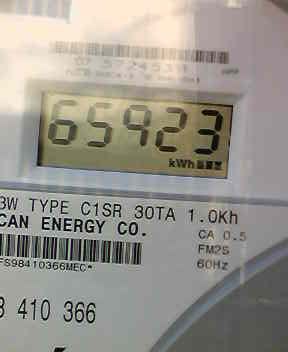 65923
kWh
3W TYPE C1SR 30TA 1.0Kh
CAN ENERGY CO.
CA 0.5
FM2S
60Hz
FS98410366MEC*
8 410 366